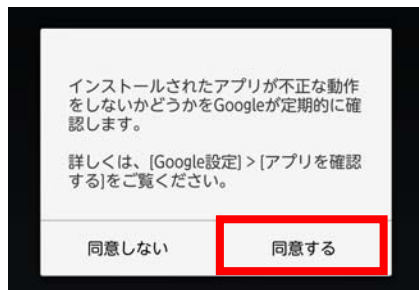 インストールされたアプリが不正な動作
をしないかどうかをGoogleが定期的に確
認します。
詳しくは、[Google設定] > [アプリを確認
する]をご覧ください。
同意しない
同意する